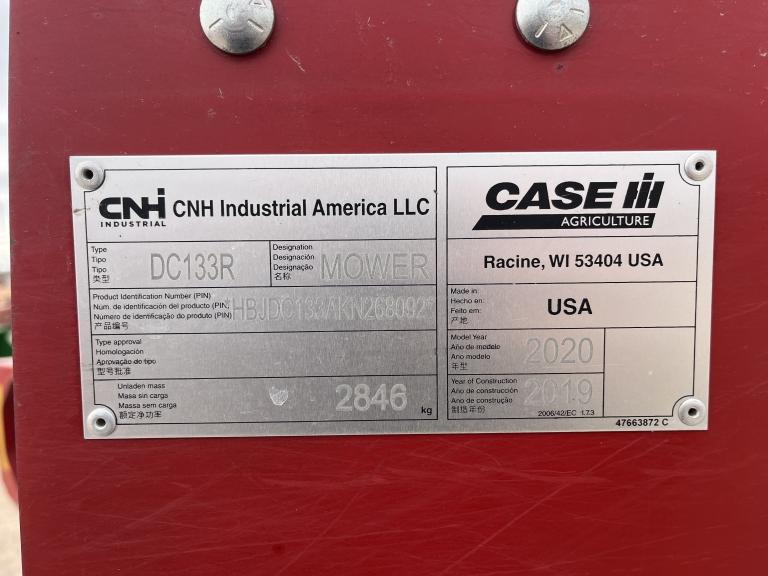 CNH
INDUSTRIAL
CNH Industrial America LLC
Type
Tipo
Tipo
类型
DC133R
Designation
Designación
Designação
名称
MOWER
Product Identification Number (PIN)
Núm. de identificación del producto (PIN)
Número de identificação do produto (PIN)
产品编号
Type approval
Homologación
Aprovação do tipo
型号批准
Unladen mass
Masa sin carga
Massa sem carga
额定净功率
2846
kg
CASE IH
AGRICULTURE
Racine, WI 53404 USA
Made in:
Hecho en:
Feito em:
产地
USA
Model Year
Año de modelo
Ano modelo
年型
2020
Year of Construction
Año de construcción
Ano de construção
制造年份
2019
2006/42/EC 1.7.3
47663872 C